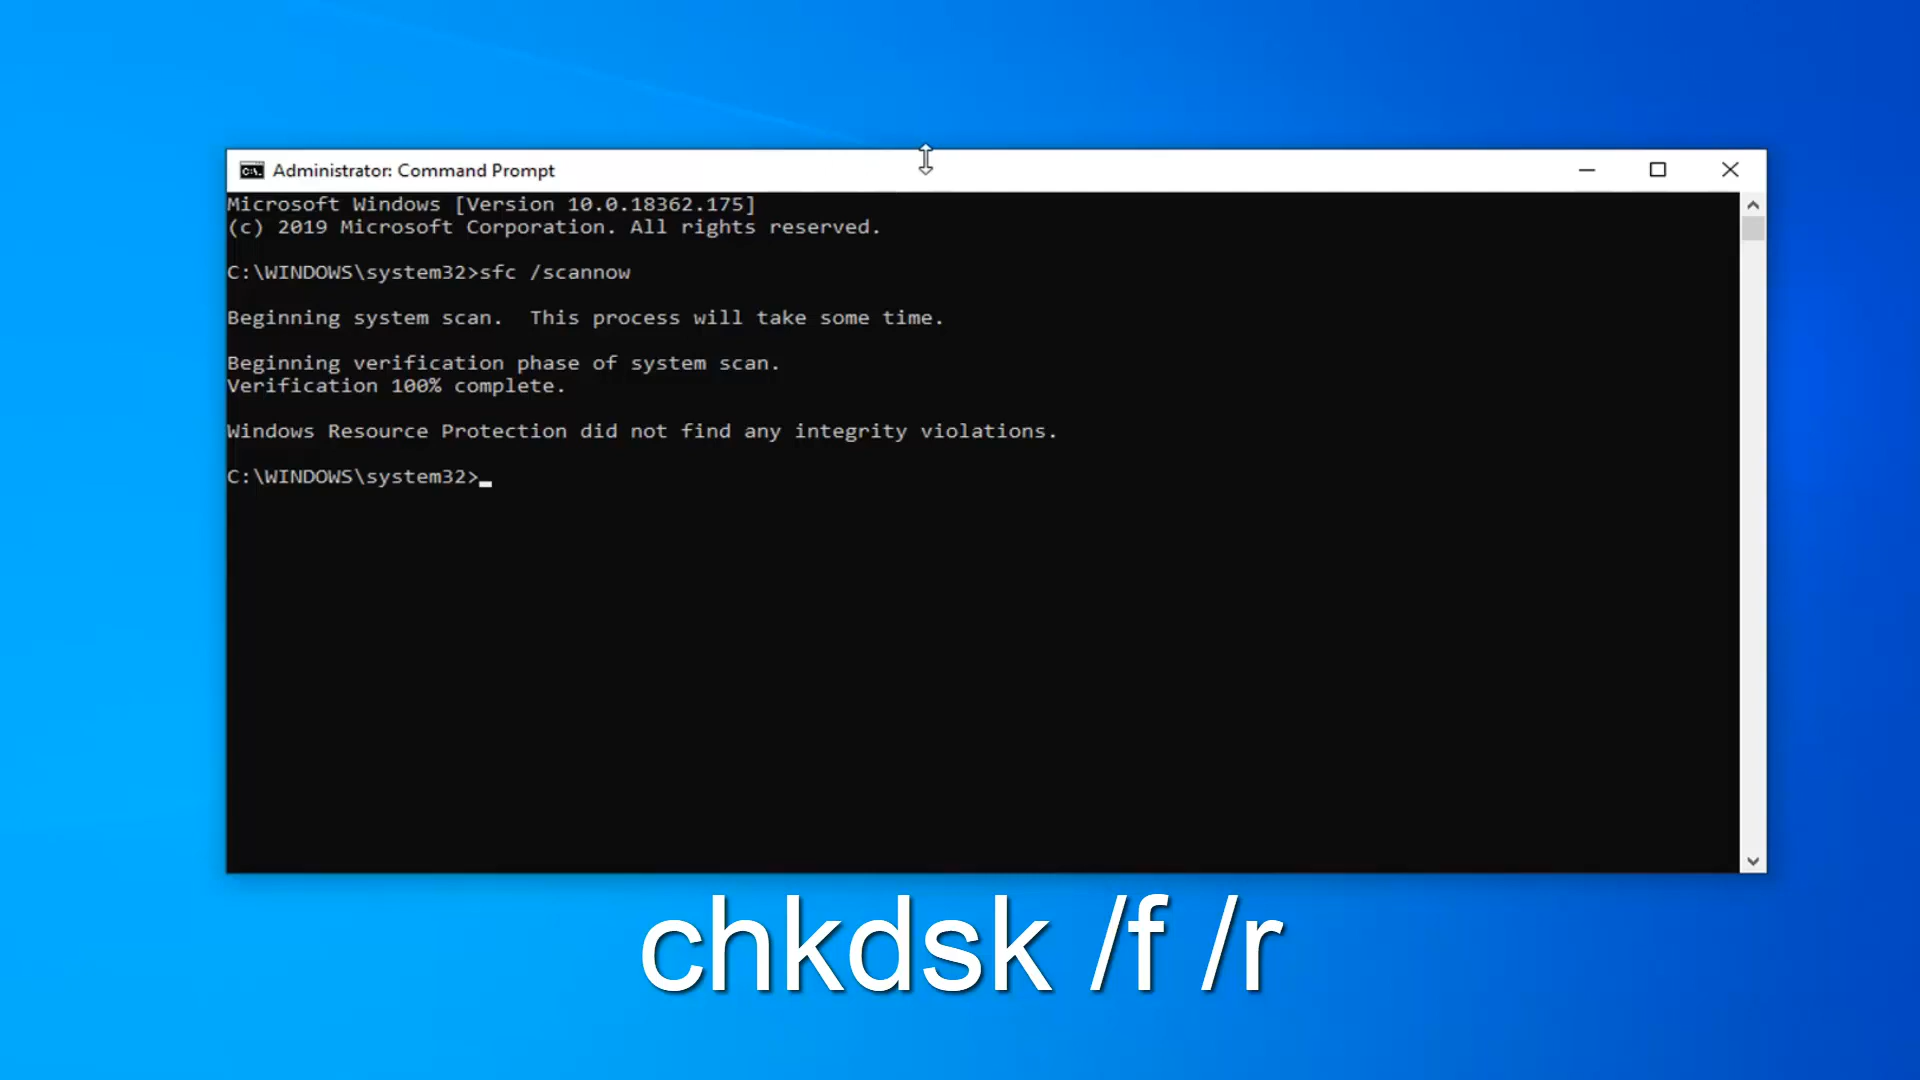 Administrator: Command Prompt
Microsoft Windows [Version 10.0.18362.175]
(c) 2019 Microsoft Corporation. All rights reserved.
C:\WINDOWS\system32>sfc /scannow
Beginning system scan.  This process will take some time.
Beginning verification phase of system scan.
Verification 100% complete.
Windows Resource Protection did not find any integrity violations.
C:\WINDOWS\system32>
chkdsk /f /r